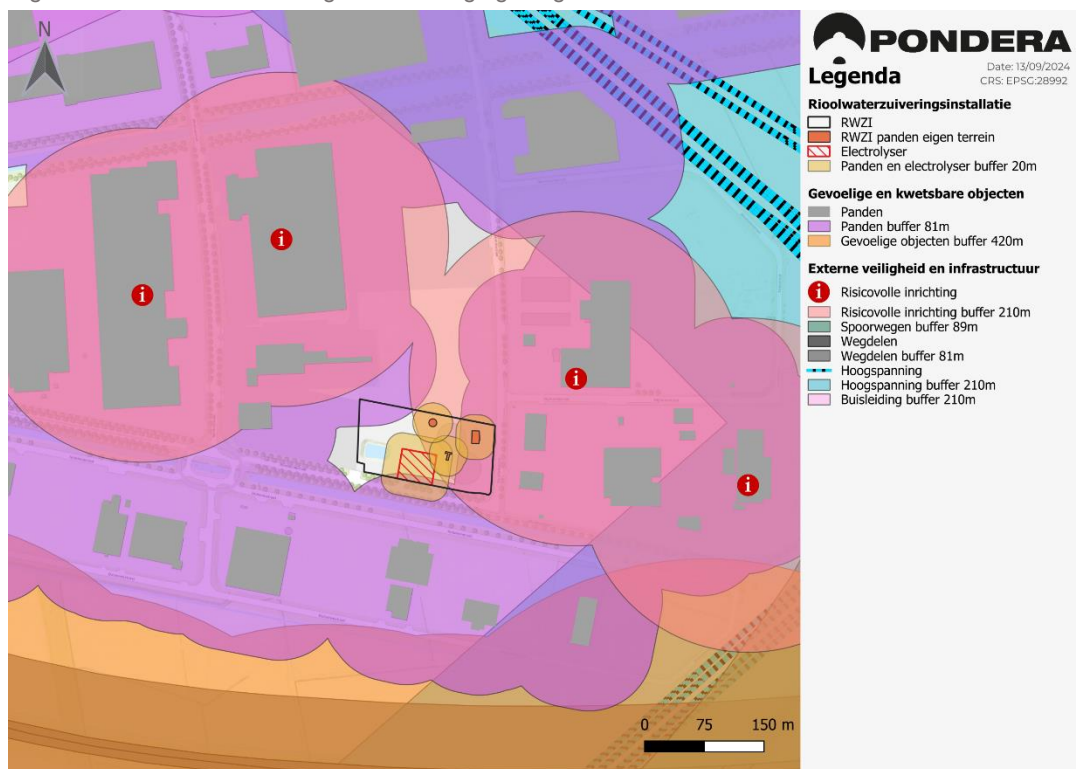 N
PONDERA
Legenda
Date: 13/09/2024
CRS: EPSG:28992
Rioolwaterzuiveringsinstallatie
RWZI
RWZI panden eigen terrein
Electrolyser
Panden en electrolyser buffer 20m
Gevoelige en kwetsbare objecten
Panden
Panden buffer 81m
Gevoelige objecten buffer 420m
Externe veiligheid en infrastructuur
i Risicovolle inrichting
Risicovolle inrichting buffer 210m
Spoorwegen buffer 89m
Wegdelen
Wegdelen buffer 81m
Hoogspanning
Hoogspanning buffer 210m
Buisleiding buffer 210m
i
i
i
i
0 75 150 m